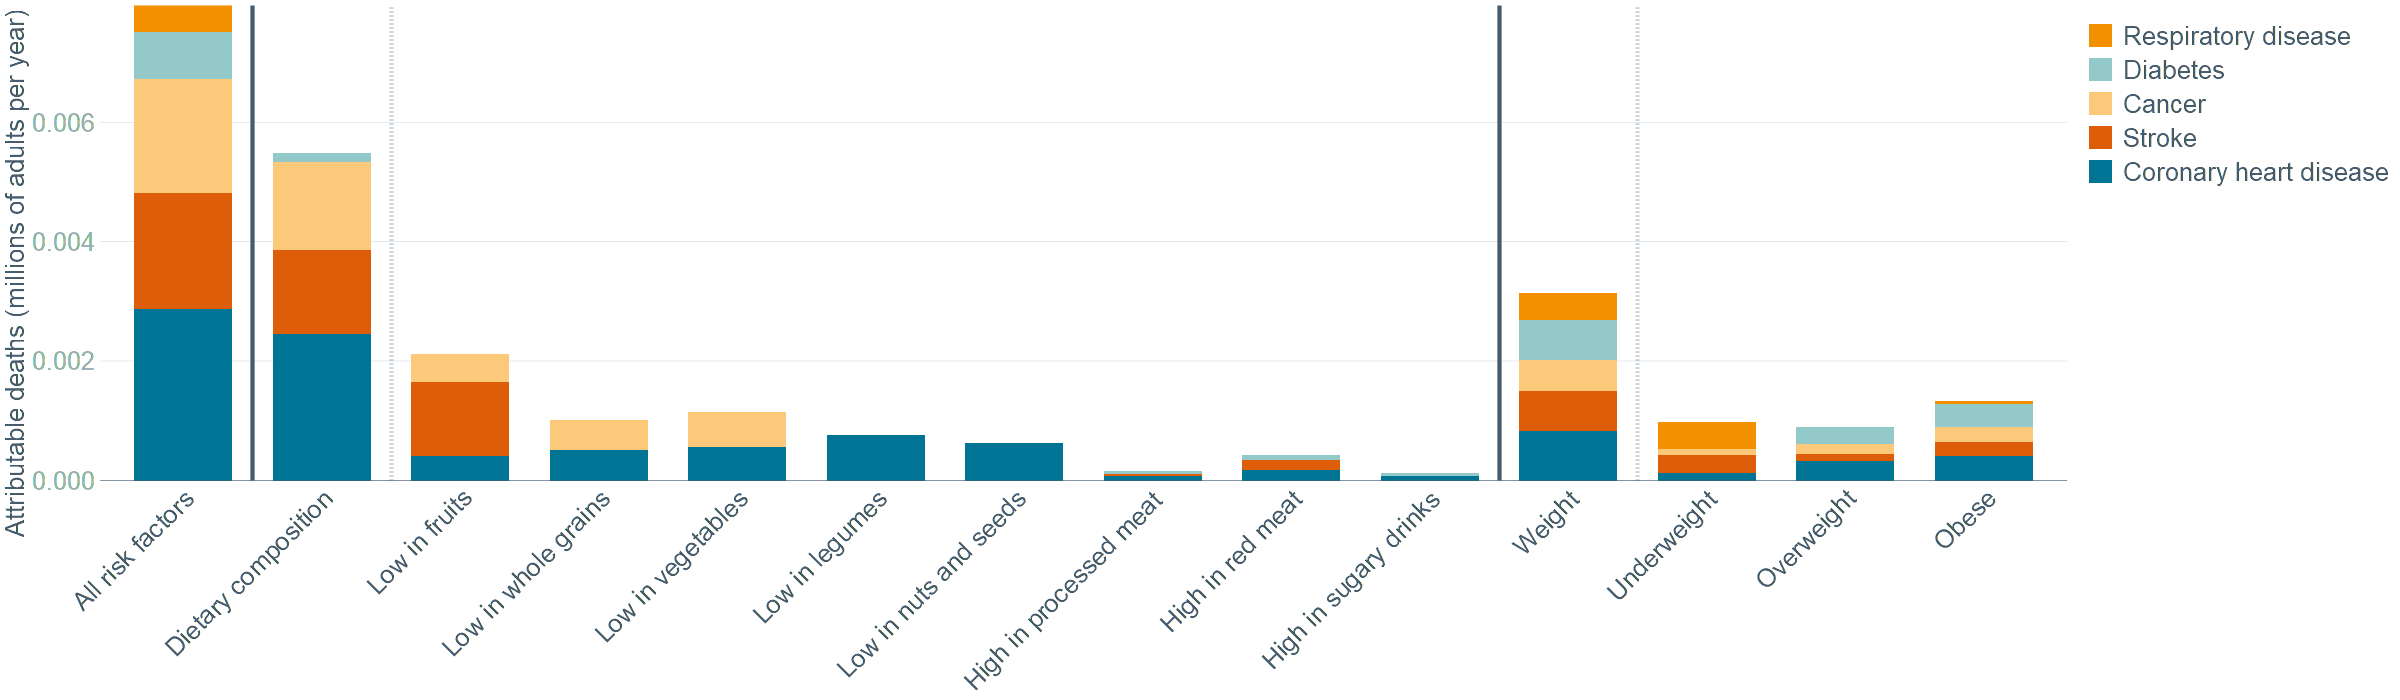 Attributable deaths (millions of adults per year)
0.006
0.004
0.002
0.000
All risk factors
Dietary composition
Low in fruits
Low in whole grains
Low in vegetables
Low in legumes
Low in nuts and seeds
High in processed meat
High in red meat
High in sugary drinks
Weight
Underweight
Overweight
Obese
Respiratory disease
Diabetes
Cancer
Stroke
Coronary heart disease